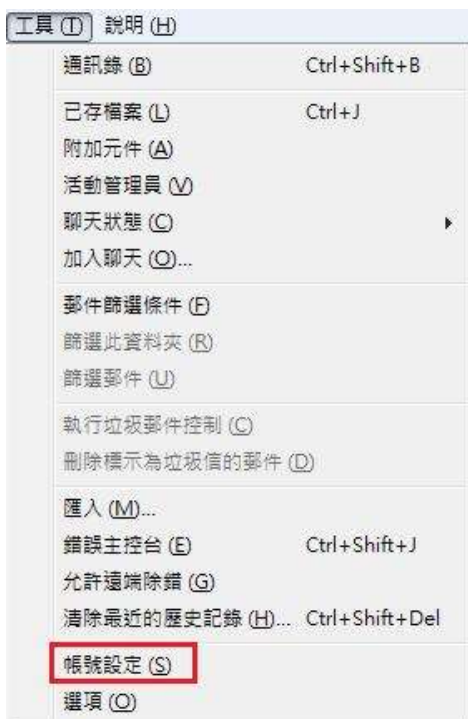 工具 (T) 說明 (H)
通訊錄 (B) Ctrl+Shift+B
已存檔案 (L) Ctrl+J
附加元件 (A)
活動管理員 (V)
聊天狀態 (C)
加入聊天 (O)...
郵件篩選條件 (F)
篩選此資料夾 (R)
篩選郵件 (U)
執行垃圾郵件控制 (C)
刪除標示為垃圾信的郵件 (D)
匯入 (M)...
錯誤主控台 (E) Ctrl+Shift+J
允許遠端除錯 (G)
清除最近的歷史記錄 (H)... Ctrl+Shift+Del
帳號設定 (S)
選項 (O)